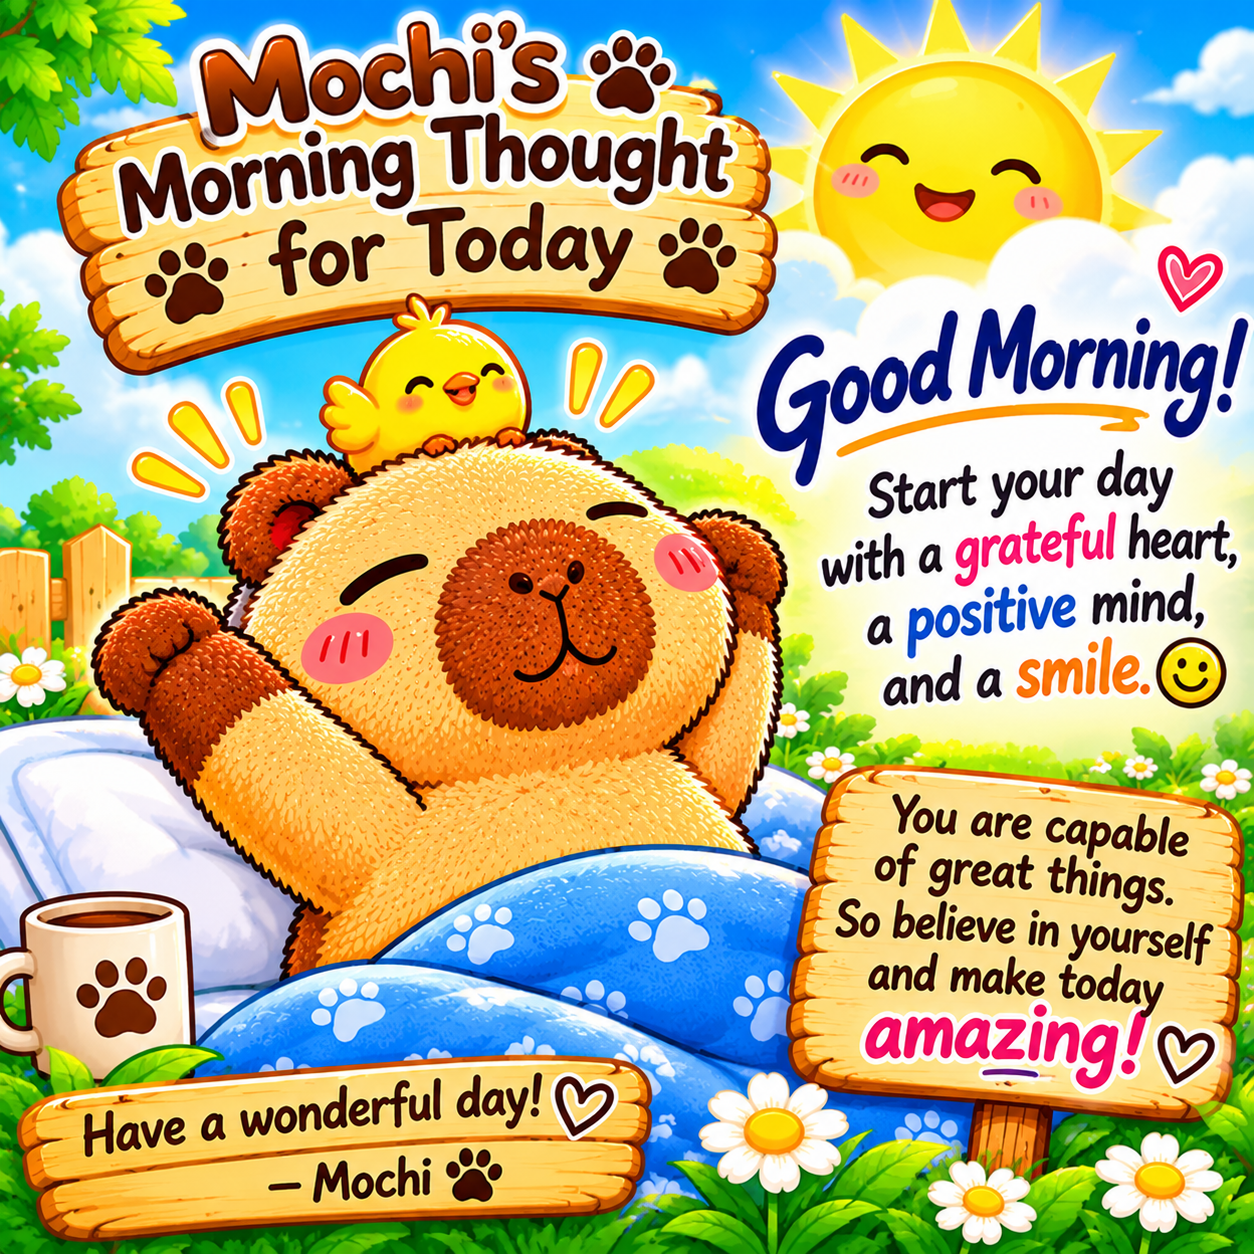 Mochi's
Morning Thought
for Today
Good Morning!
Start your day
with a grateful heart,
a positive mind,
and a smile.
You are capable
of great things.
So believe in yourself
and make today
amazing!
Have a wonderful day!
– Mochi